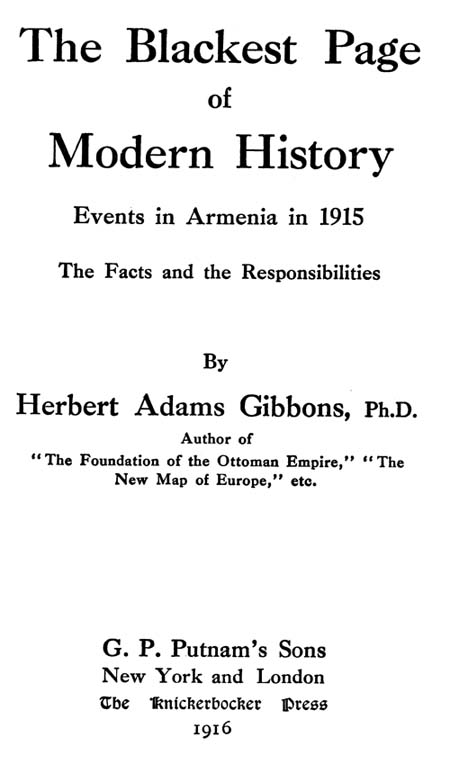 The Blackest Page
of
Modern History
Events in Armenia in 1915
The Facts and the Responsibilities
By
Herbert Adams Gibbons, Ph.D.
Author of
“The Foundation of the Ottoman Empire,” “The
New Map of Europe,” etc.
G. P. Putnam’s Sons
New York and London
The Knickerbocker Press
1916